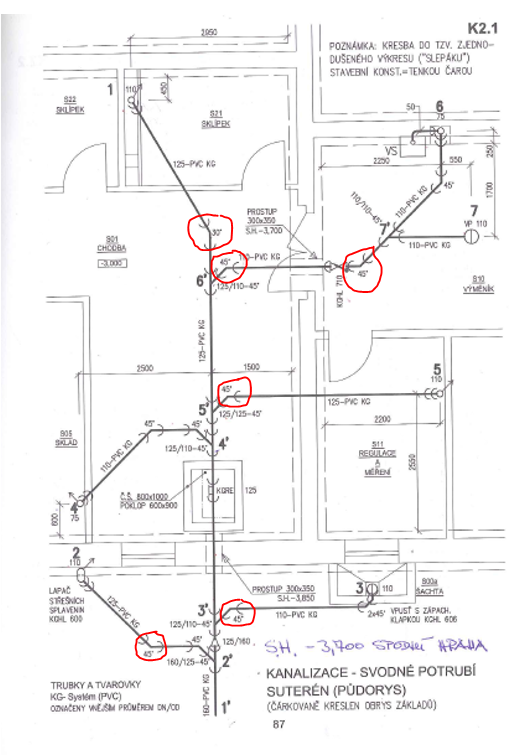 K2.1
POZNÁMKA: KRESBA DO TZV. ZJEDNO-
DUŠENÉHO VÝKRESU ("SLEPÁKU")
STAVEBNÍ KONST.=TENKOU ČAROU.
2950
1
110
450
S22
SKLÍPEK
S21
SKLÍPEK
125-PVC KG
50
6
75
VS
2250
550
250
1700
45°
110/110-45°
110-PVC KG
7'
7
VP 110
110-PVC KG
PROSTUP
300x350
S.H.-3,700
30°
S01
CHODBA
-3,000
45°
110-PVC KG
6'
125/110-45°
45°
KGHL 710
S10
VÝMĚNÍK
125-PVC KG
2500
1500
45°
5'
125/125-45°
110
5
125-PVC KG
2200
2550
S05
SKLAD
45°
45°
110-PVC KG
125/110-45°
4'
S11
REGULACE
A
MĚŘENÍ
Č.Š. 800x1000
POKLOP 600x900
KGRE
125
4
75
600
2
110
LAPAČ
STŘEŠNÍCH
SPLAVENIN
KGHL 600
125-PVC KG
PROSTUP 300x350
S.H.-3,850
3
110
S00a
ŠACHTA
3'
45°
110-PVC KG
2x45°
VPUSŤ S ZÁPACH.
KLAPKOU KGHL 606
125/110-45°
125/160
45°
160/125-45°
2'
S.H. -3,700 SPODNÍ HRANA
160-PVC KG
1'
TRUBKY A TVAROVKY
KG-Systém (PVC)
OZNAČENY VNĚJŠÍM PRŮMĚREM DN/OD
KANALIZACE - SVODNÉ POTRUBÍ
SUTERÉN (PŮDORYS)
(ČÁRKOVANĚ KRESLEN OBRYS ZÁKLADŮ)
87